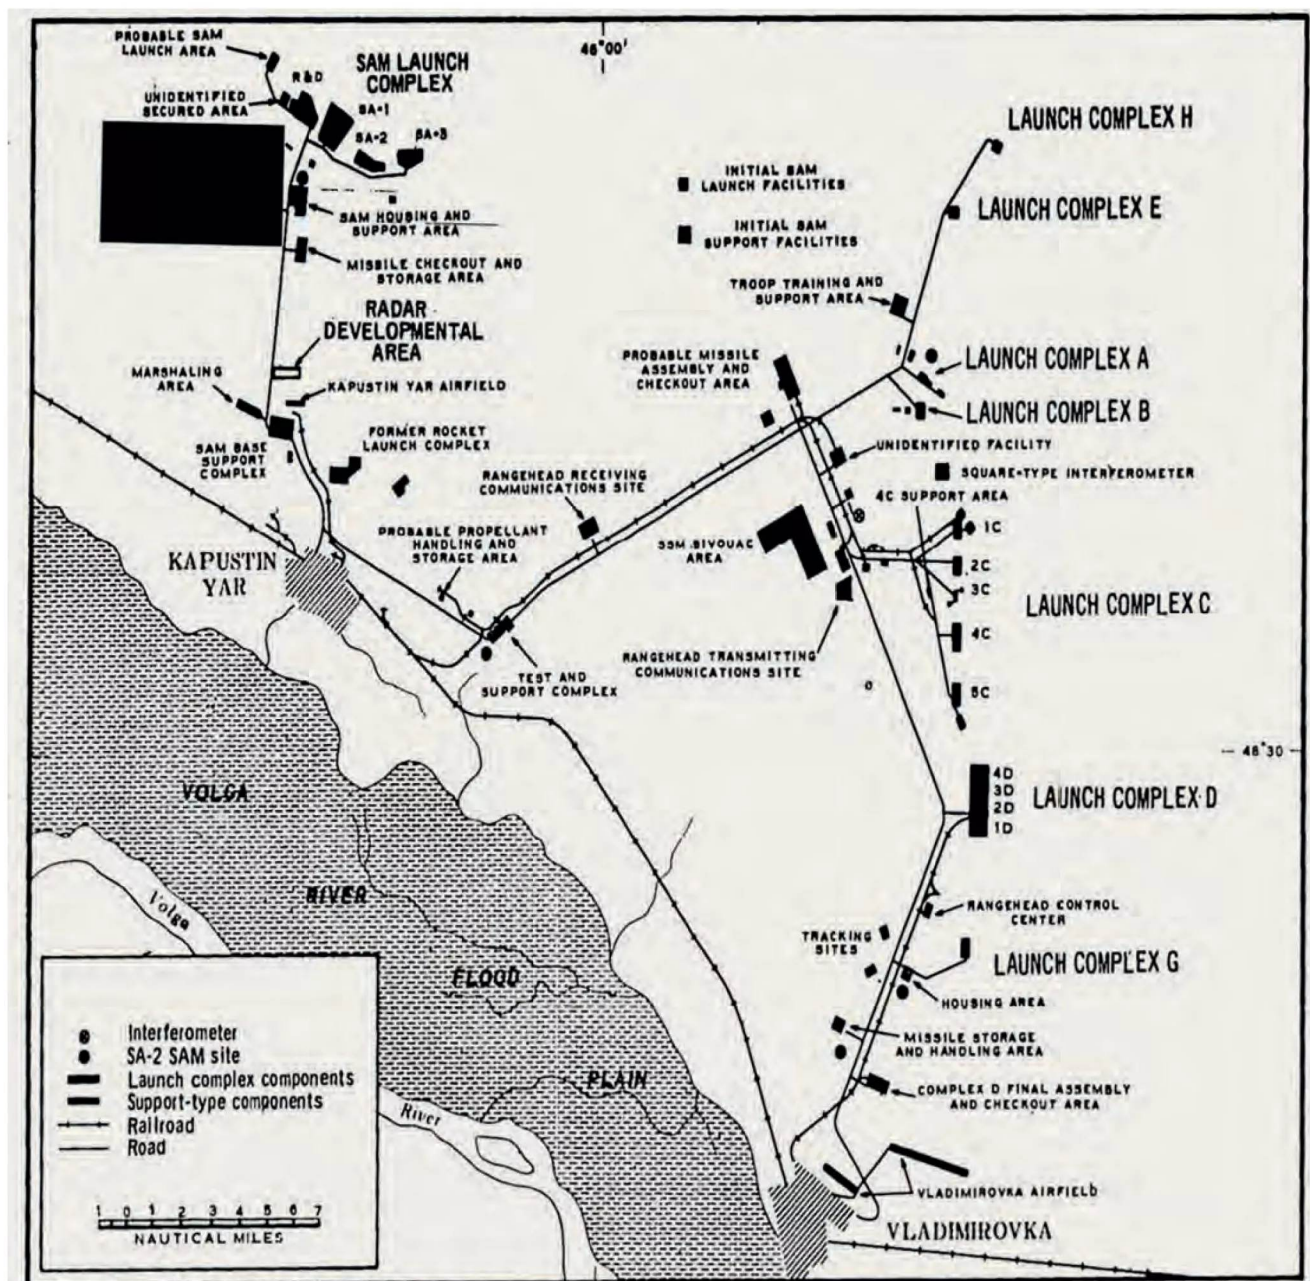 PROBABLE SAM
LAUNCH AREA
R&D
UNIDENTIFIED
SECURED AREA
SAM LAUNCH
COMPLEX
SA-1
SA-2
SA-3
46°00'
SAM HOUSING AND
SUPPORT AREA
MISSILE CHECKOUT AND
STORAGE AREA
INITIAL SAM
LAUNCH FACILITIES
INITIAL SAM
SUPPORT FACILITIES
LAUNCH COMPLEX H
LAUNCH COMPLEX E
TROOP TRAINING AND
SUPPORT AREA
RADAR
DEVELOPMENTAL
AREA
MARSHALING
AREA
KAPUSTIN YAR AIRFIELD
PROBABLE MISSILE
ASSEMBLY AND
CHECKOUT AREA
LAUNCH COMPLEX A
LAUNCH COMPLEX B
SAM BASE
SUPPORT
COMPLEX
FORMER ROCKET
LAUNCH COMPLEX
RANGEHEAD RECEIVING
COMMUNICATIONS SITE
UNIDENTIFIED FACILITY
SQUARE-TYPE INTERFEROMETER
4C SUPPORT AREA
1C
2C
3C
4C
5C
LAUNCH COMPLEX C
PROBABLE PROPELLANT
HANDLING AND
STORAGE AREA
SSM BIVOUAC
AREA
KAPUSTIN
YAR
TEST AND
SUPPORT COMPLEX
RANGEHEAD TRANSMITTING
COMMUNICATIONS SITE
48°30
4D
3D
2D
1D
LAUNCH COMPLEX D
VOLGA
RIVER
FLOOD
PLAIN
Volga
River
RANGEHEAD CONTROL
CENTER
TRACKING
SITES
LAUNCH COMPLEX G
HOUSING AREA
MISSILE STORAGE
AND HANDLING AREA
COMPLEX D FINAL ASSEMBLY
AND CHECKOUT AREA
VLADIMIROVKA AIRFIELD
VLADIMIROVKA
Interferometer
SA-2 SAM site
Launch complex components
Support-type components
Railroad
Road
1 0 1 2 3 4 5 6 7
NAUTICAL MILES